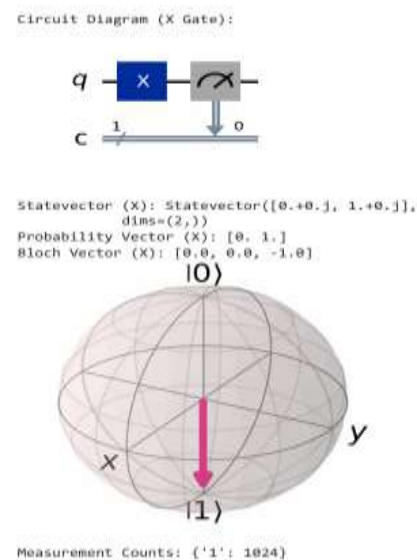 Circuit Diagram (X Gate):
q X
c 1 0
Statevector (X): Statevector([0.+0.j, 1.+0.j],
dims=(2,))
Probability Vector (X): [0. 1.]
Bloch Vector (X): [0.0, 0.0, -1.0]
|0⟩
x y
|1⟩
Measurement Counts: {'1': 1024}